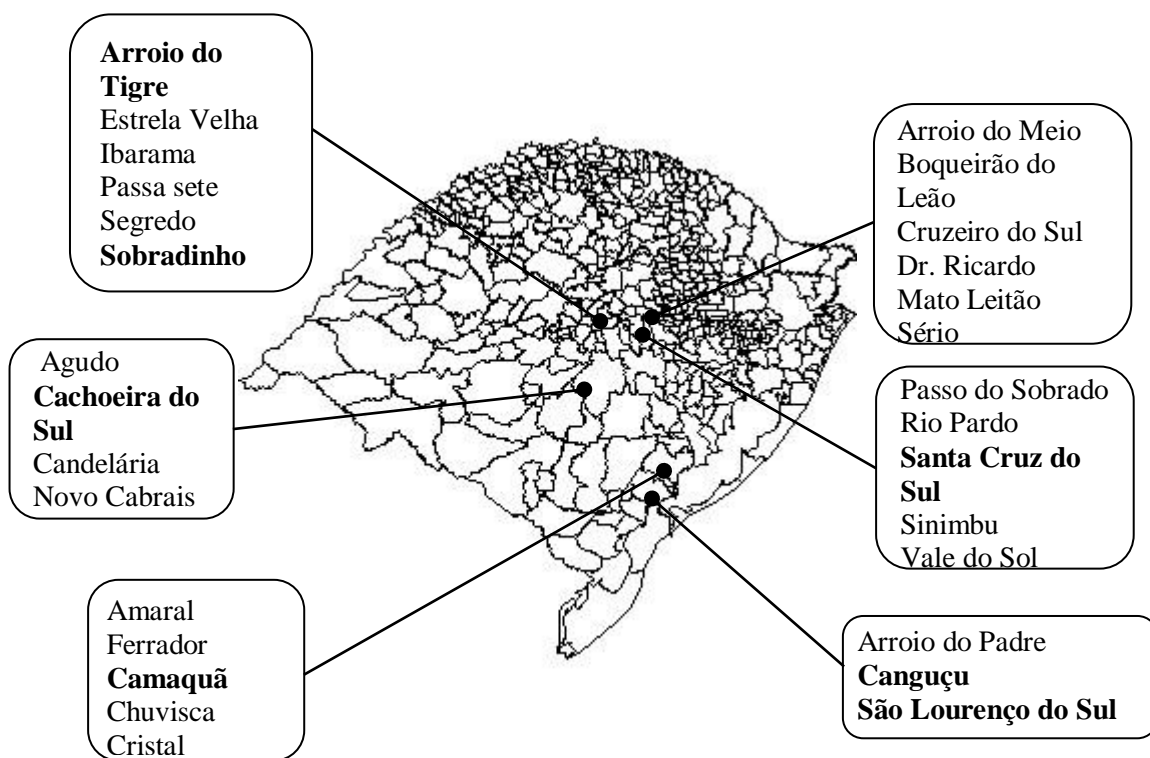 Arroio do
Tigre
Estrela Velha
Ibarama
Passa sete
Segredo
Sobradinho
Arroio do Meio
Boqueirão do
Leão
Cruzeiro do Sul
Dr. Ricardo
Mato Leitão
Sério
Agudo
Cachoeira do
Sul
Candelária
Novo Cabrais
Passo do Sobrado
Rio Pardo
Santa Cruz do
Sul
Sinimbu
Vale do Sol
Amaral
Ferrador
Camaquã
Chuvisca
Cristal
Arroio do Padre
Canguçu
São Lourenço do Sul